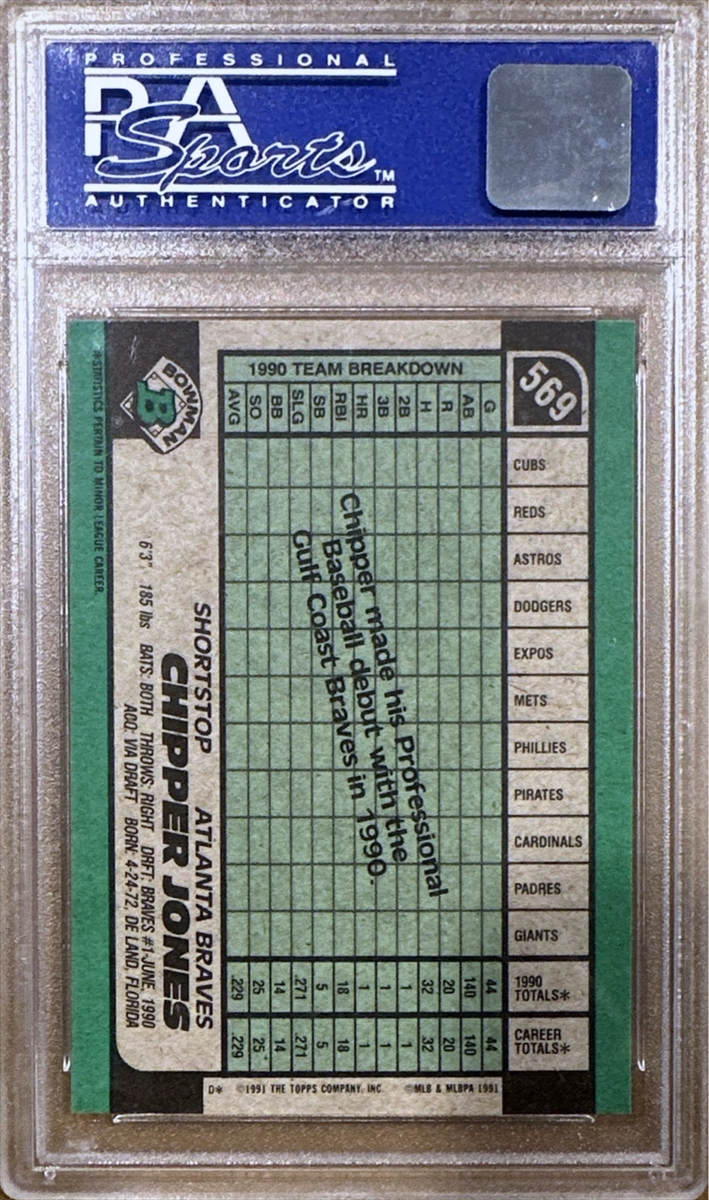 PROFESSIONAL
PSA
Sports™
AUTHENTICATOR
569
1990 TEAM BREAKDOWN
G AB R H 2B 3B HR RBI SB SLG BB SO AVG
CUBS
REDS
ASTROS
DODGERS
EXPOS
METS
PHILLIES
PIRATES
CARDINALS
PADRES
GIANTS
1990 TOTALS* 44 140 20 32 1 1 1 18 5 .271 14 25 .229
CAREER TOTALS* 44 140 20 32 1 1 1 18 5 .271 14 25 .229
Chipper made his Professional
Baseball debut with the
Gulf Coast Braves in 1990.
BOWMAN
B
SHORTSTOP ATLANTA BRAVES
CHIPPER JONES
6'3" 185 lbs BATS: BOTH THROWS: RIGHT DRFT: BRAVES #1-JUNE, 1990
ACQ: VIA DRAFT BORN: 4-24-72, DE LAND, FLORIDA
*STATISTICS PERTAIN TO MINOR LEAGUE CAREER.
D* ©1991 THE TOPPS COMPANY, INC. ©MLB & MLBPA 1991